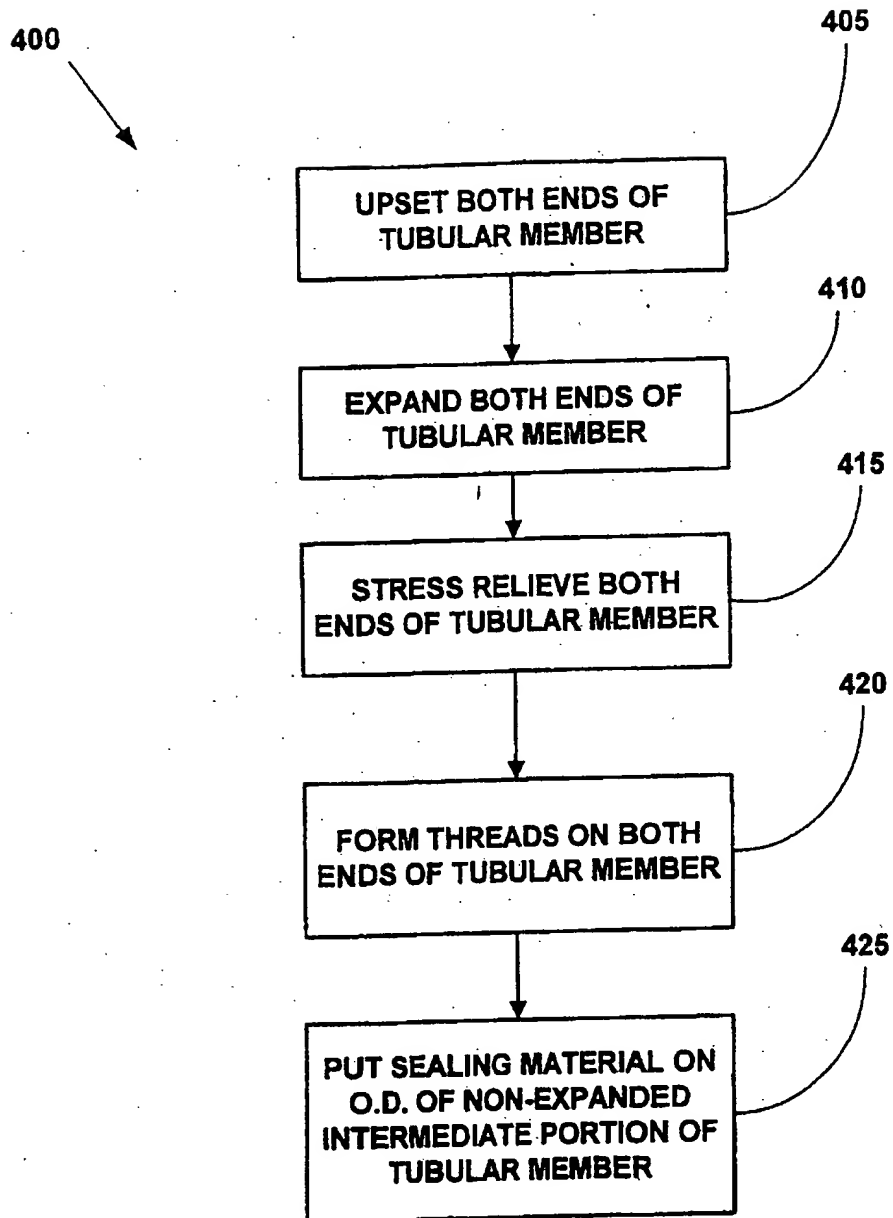 400
405
UPSET BOTH ENDS OF
TUBULAR MEMBER
410
EXPAND BOTH ENDS OF
TUBULAR MEMBER
415
STRESS RELIEVE BOTH
ENDS OF TUBULAR MEMBER
420
FORM THREADS ON BOTH
ENDS OF TUBULAR MEMBER
425
PUT SEALING MATERIAL ON
O.D. OF NON-EXPANDED
INTERMEDIATE PORTION OF
TUBULAR MEMBER